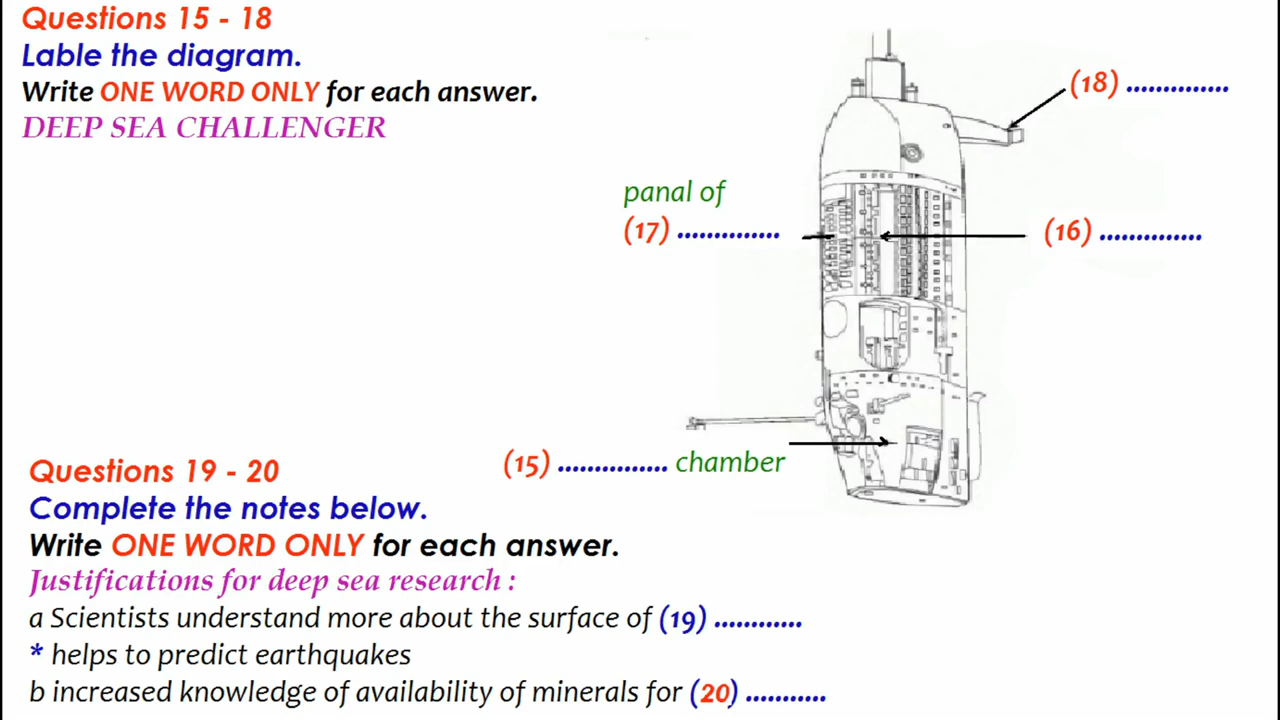 Questions 15 - 18
Lable the diagram.
Write ONE WORD ONLY for each answer.
DEEP SEA CHALLENGER
(18) ..............
panal of
(17) ..............
(16) ..............
(15) ............... chamber
Questions 19 - 20
Complete the notes below.
Write ONE WORD ONLY for each answer.
Justifications for deep sea research :
a Scientists understand more about the surface of (19) ............
* helps to predict earthquakes
b increased knowledge of availability of minerals for (20) ...........